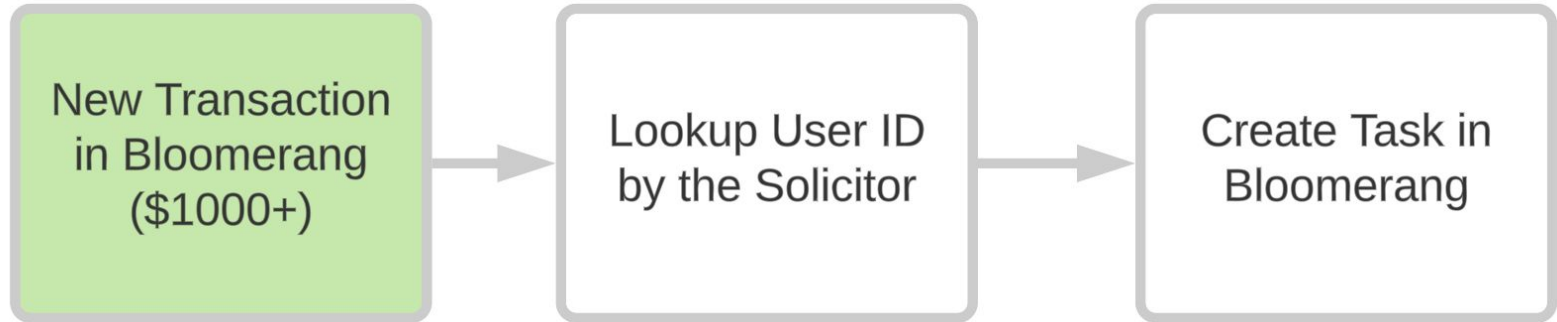 New Transaction
in Bloomerang
($1000+)
Lookup User ID
by the Solicitor
Create Task in
Bloomerang